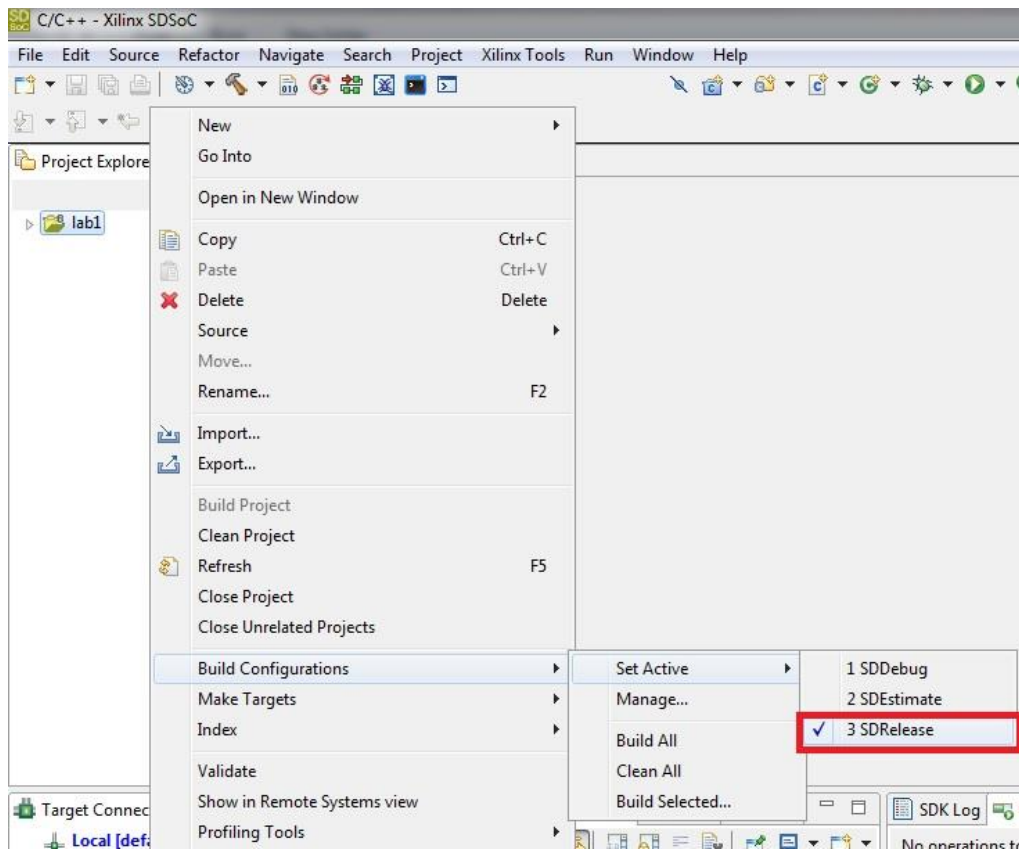 SD SoC C/C++ - Xilinx SDSoC
File Edit Source Refactor Navigate Search Project Xilinx Tools Run Window Help
Project Explore
lab1
New
Go Into
Open in New Window
Copy Ctrl+C
Paste Ctrl+V
Delete Delete
Source
Move...
Rename... F2
Import...
Export...
Build Project
Clean Project
Refresh F5
Close Project
Close Unrelated Projects
Build Configurations
Make Targets
Index
Validate
Show in Remote Systems view
Profiling Tools
Set Active
Manage...
Build All
Clean All
Build Selected...
1 SDDebug
2 SDEstimate
3 SDRelease
Target Connec
Local [defa
SDK Log
No operations to